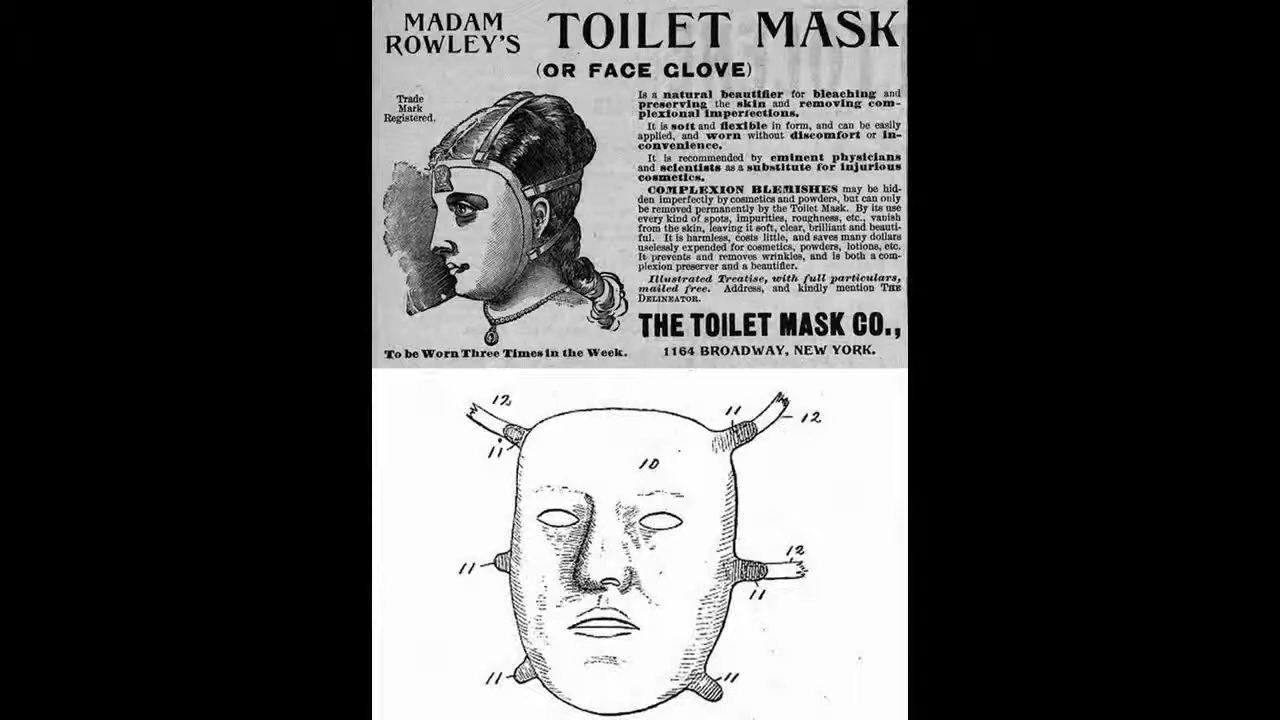 MADAM
ROWLEY'S
TOILET MASK
(OR FACE GLOVE)
Trade
Mark
Registered.
Is a natural beautifier for bleaching and
preserving the skin and removing com-
plexional imperfections.
It is soft and flexible in form, and can be easily
applied, and worn without discomfort or in-
convenience.
It is recommended by eminent physicians
and scientists as a substitute for injurious
cosmetics.
COMPLEXION BLEMISHES may be hid-
den imperfectly by cosmetics and powders, but can only
be removed permanently by the Toilet Mask. By its use
every kind of spots, impurities, roughness, etc., vanish
from the skin, leaving it soft, clear, brilliant and beauti-
ful. It is harmless, costs little, and saves many dollars
uselessly expended for cosmetics, powders, lotions, etc.
It prevents and removes wrinkles, and is both a com-
plexion preserver and a beautifier.
Illustrated Treatise, with full particulars,
mailed free. Address, and kindly mention THE
DELINEATOR.
THE TOILET MASK CO.,
To be Worn Three Times in the Week.
1164 BROADWAY, NEW YORK.
12
11
11
12
10
12
11
11
11
11